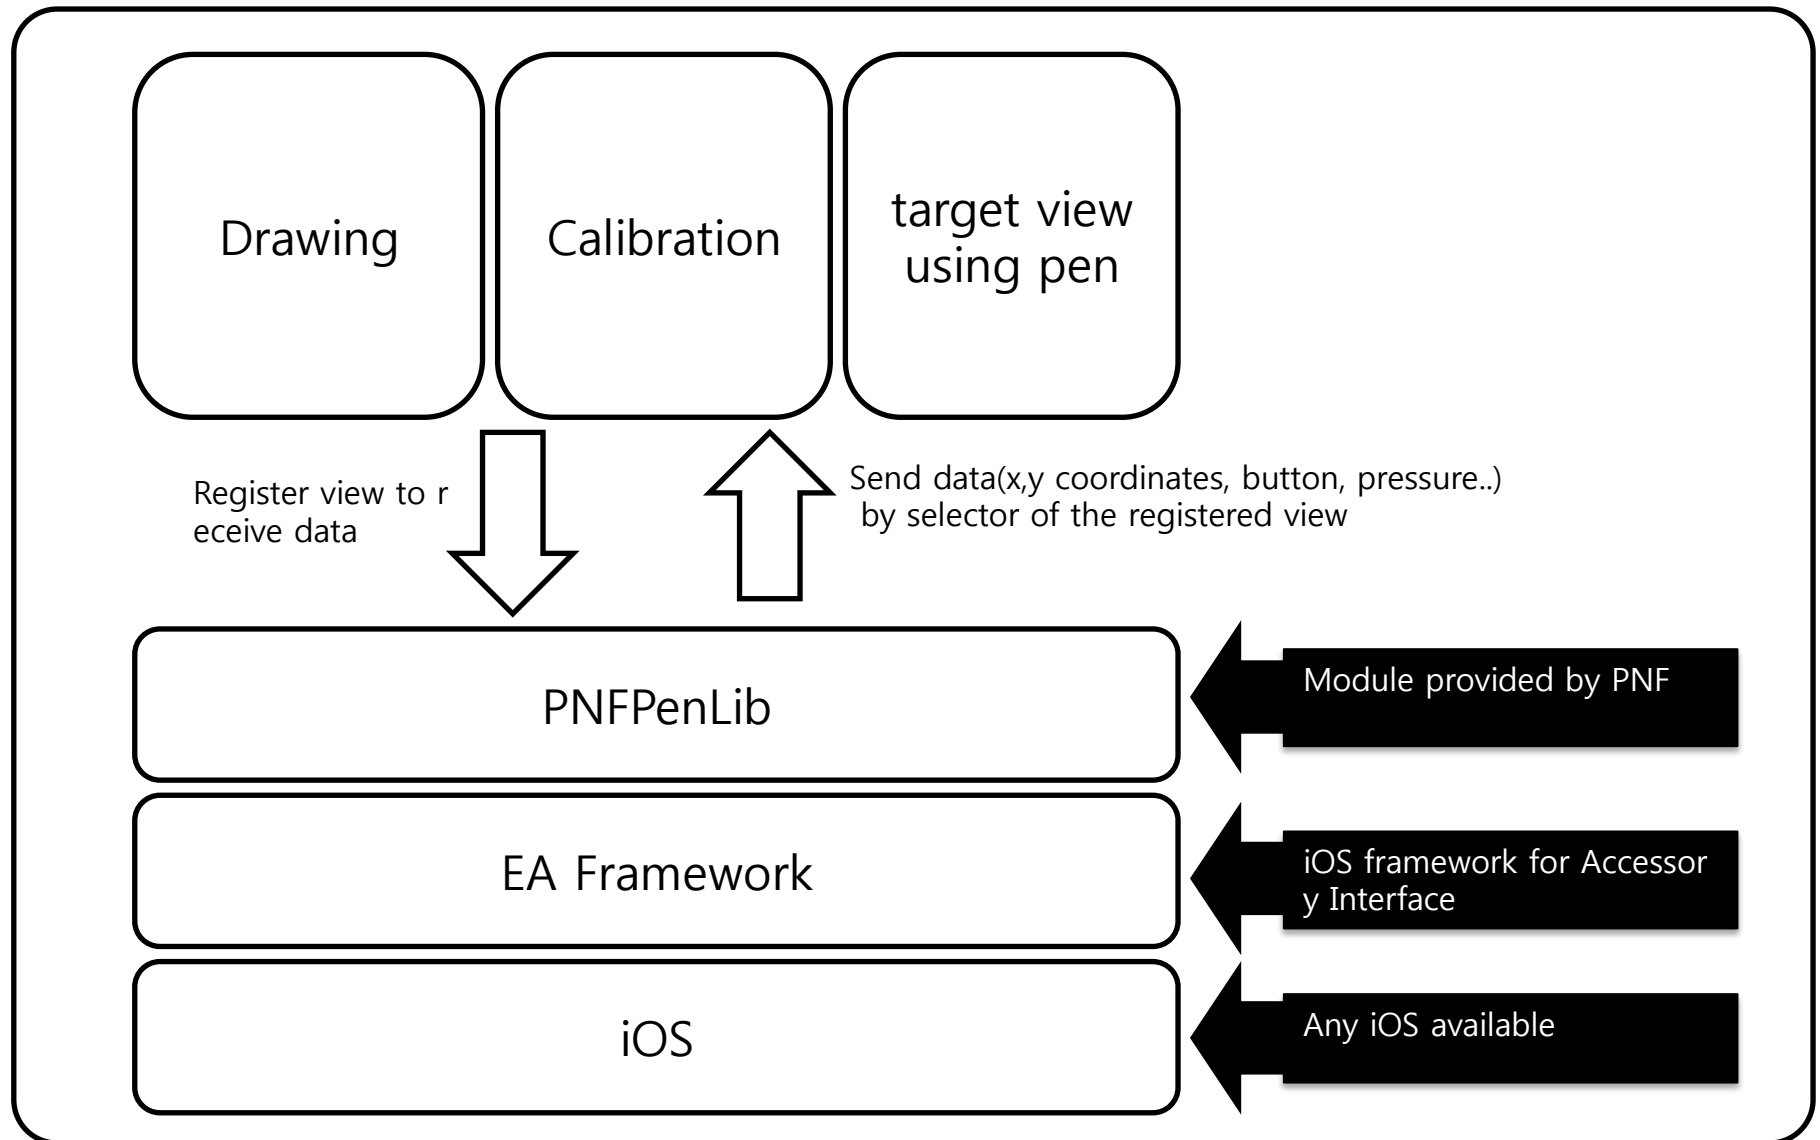 Drawing
Calibration
target view
using pen
Register view to r
eceive data
Send data(x,y coordinates, button, pressure..)
by selector of the registered view
PNFPenLib
Module provided by PNF
EA Framework
iOS framework for Accessor
y Interface
iOS
Any iOS available